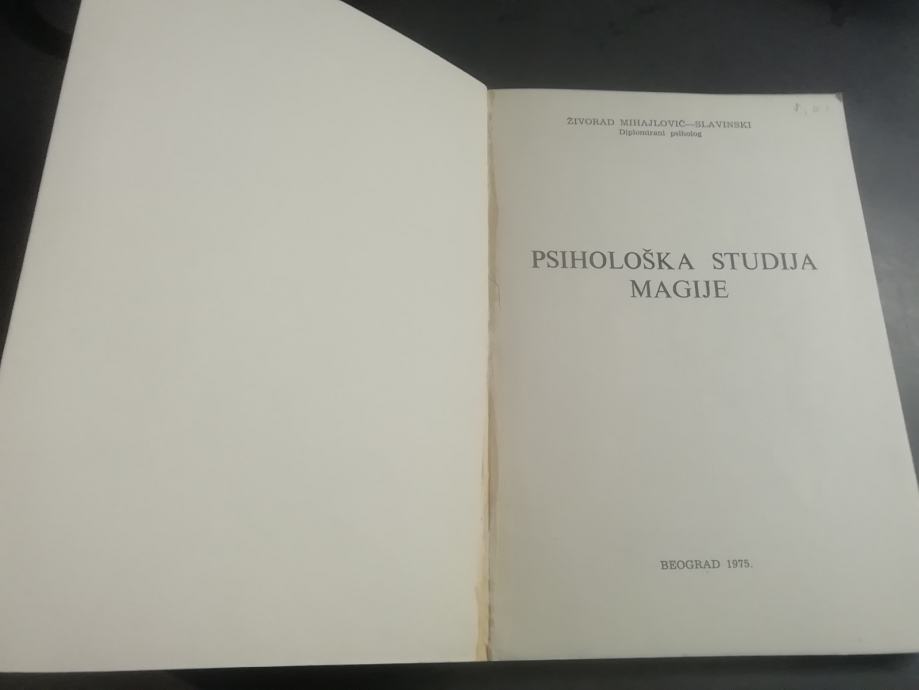 ŽIVORAD MIHAJLOVIĆ—SLAVINSKI
Diplomirani psiholog
PSIHOLOŠKA STUDIJA
MAGIJE
BEOGRAD 1975.